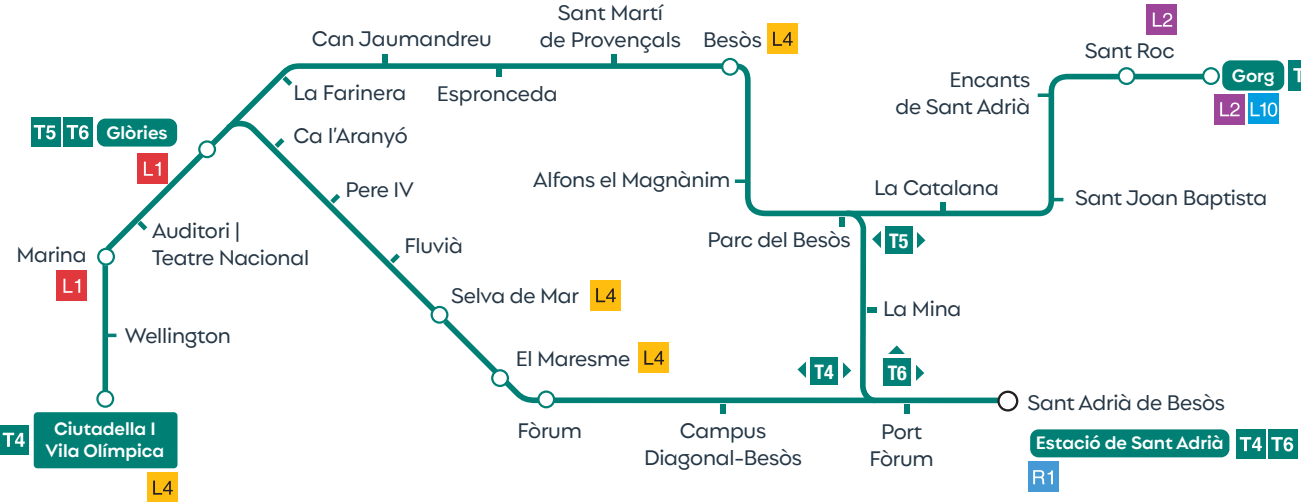 Can Jaumandreu
Sant Martí
de Provençals
Besòs L4
L2
Sant Roc
Gorg
L2 L10
Encants
de Sant Adrià
La Farinera
Espronceda
T5 T6 Glòries
L1
Ca l'Aranyó
Pere IV
Alfons el Magnànim
La Catalana
Sant Joan Baptista
Auditori |
Teatre Nacional
Marina
L1
Fluvià
Parc del Besòs
T5
Selva de Mar L4
La Mina
Wellington
El Maresme L4
T4
T6
T4
Ciutadella I
Vila Olímpica
L4
Fòrum
Campus
Diagonal-Besòs
Port
Fòrum
Sant Adrià de Besòs
Estació de Sant Adrià T4 T6
R1